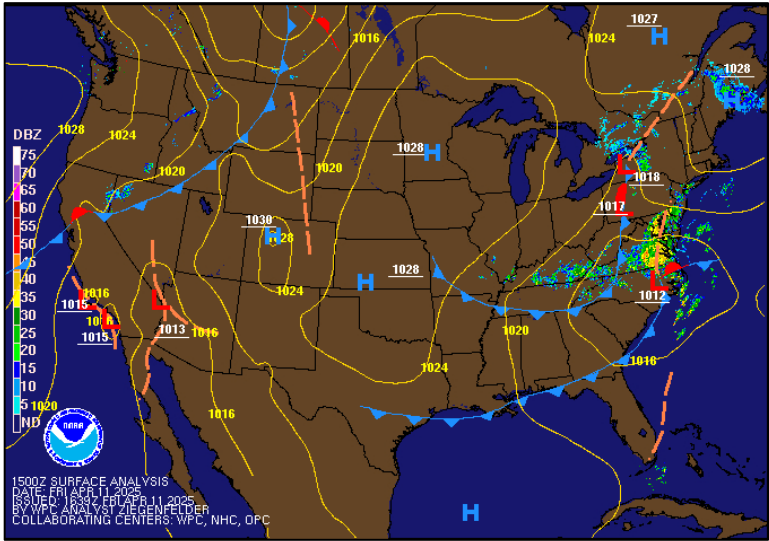 1027
H
1024
1016
1028
H
DBZ
75
70
65
60
55
50
45
40
35
30
25
20
15
10
5
ND
1028
1024
1020
1028
H
1020
L
1018
1017
1030
H
1028
H
1028
1024
L
1012
1016
L
1015
L
1016
1015
L
1013
1016
1020
1016
1024
1016
1020
NOAA
H
1500Z SURFACE ANALYSIS
DATE: FRI APR 11 2025
ISSUED: 1639Z FRI APR 11 2025
BY WPC ANALYST ZIEGENFELDER
COLLABORATING CENTERS: WPC, NHC, OPC